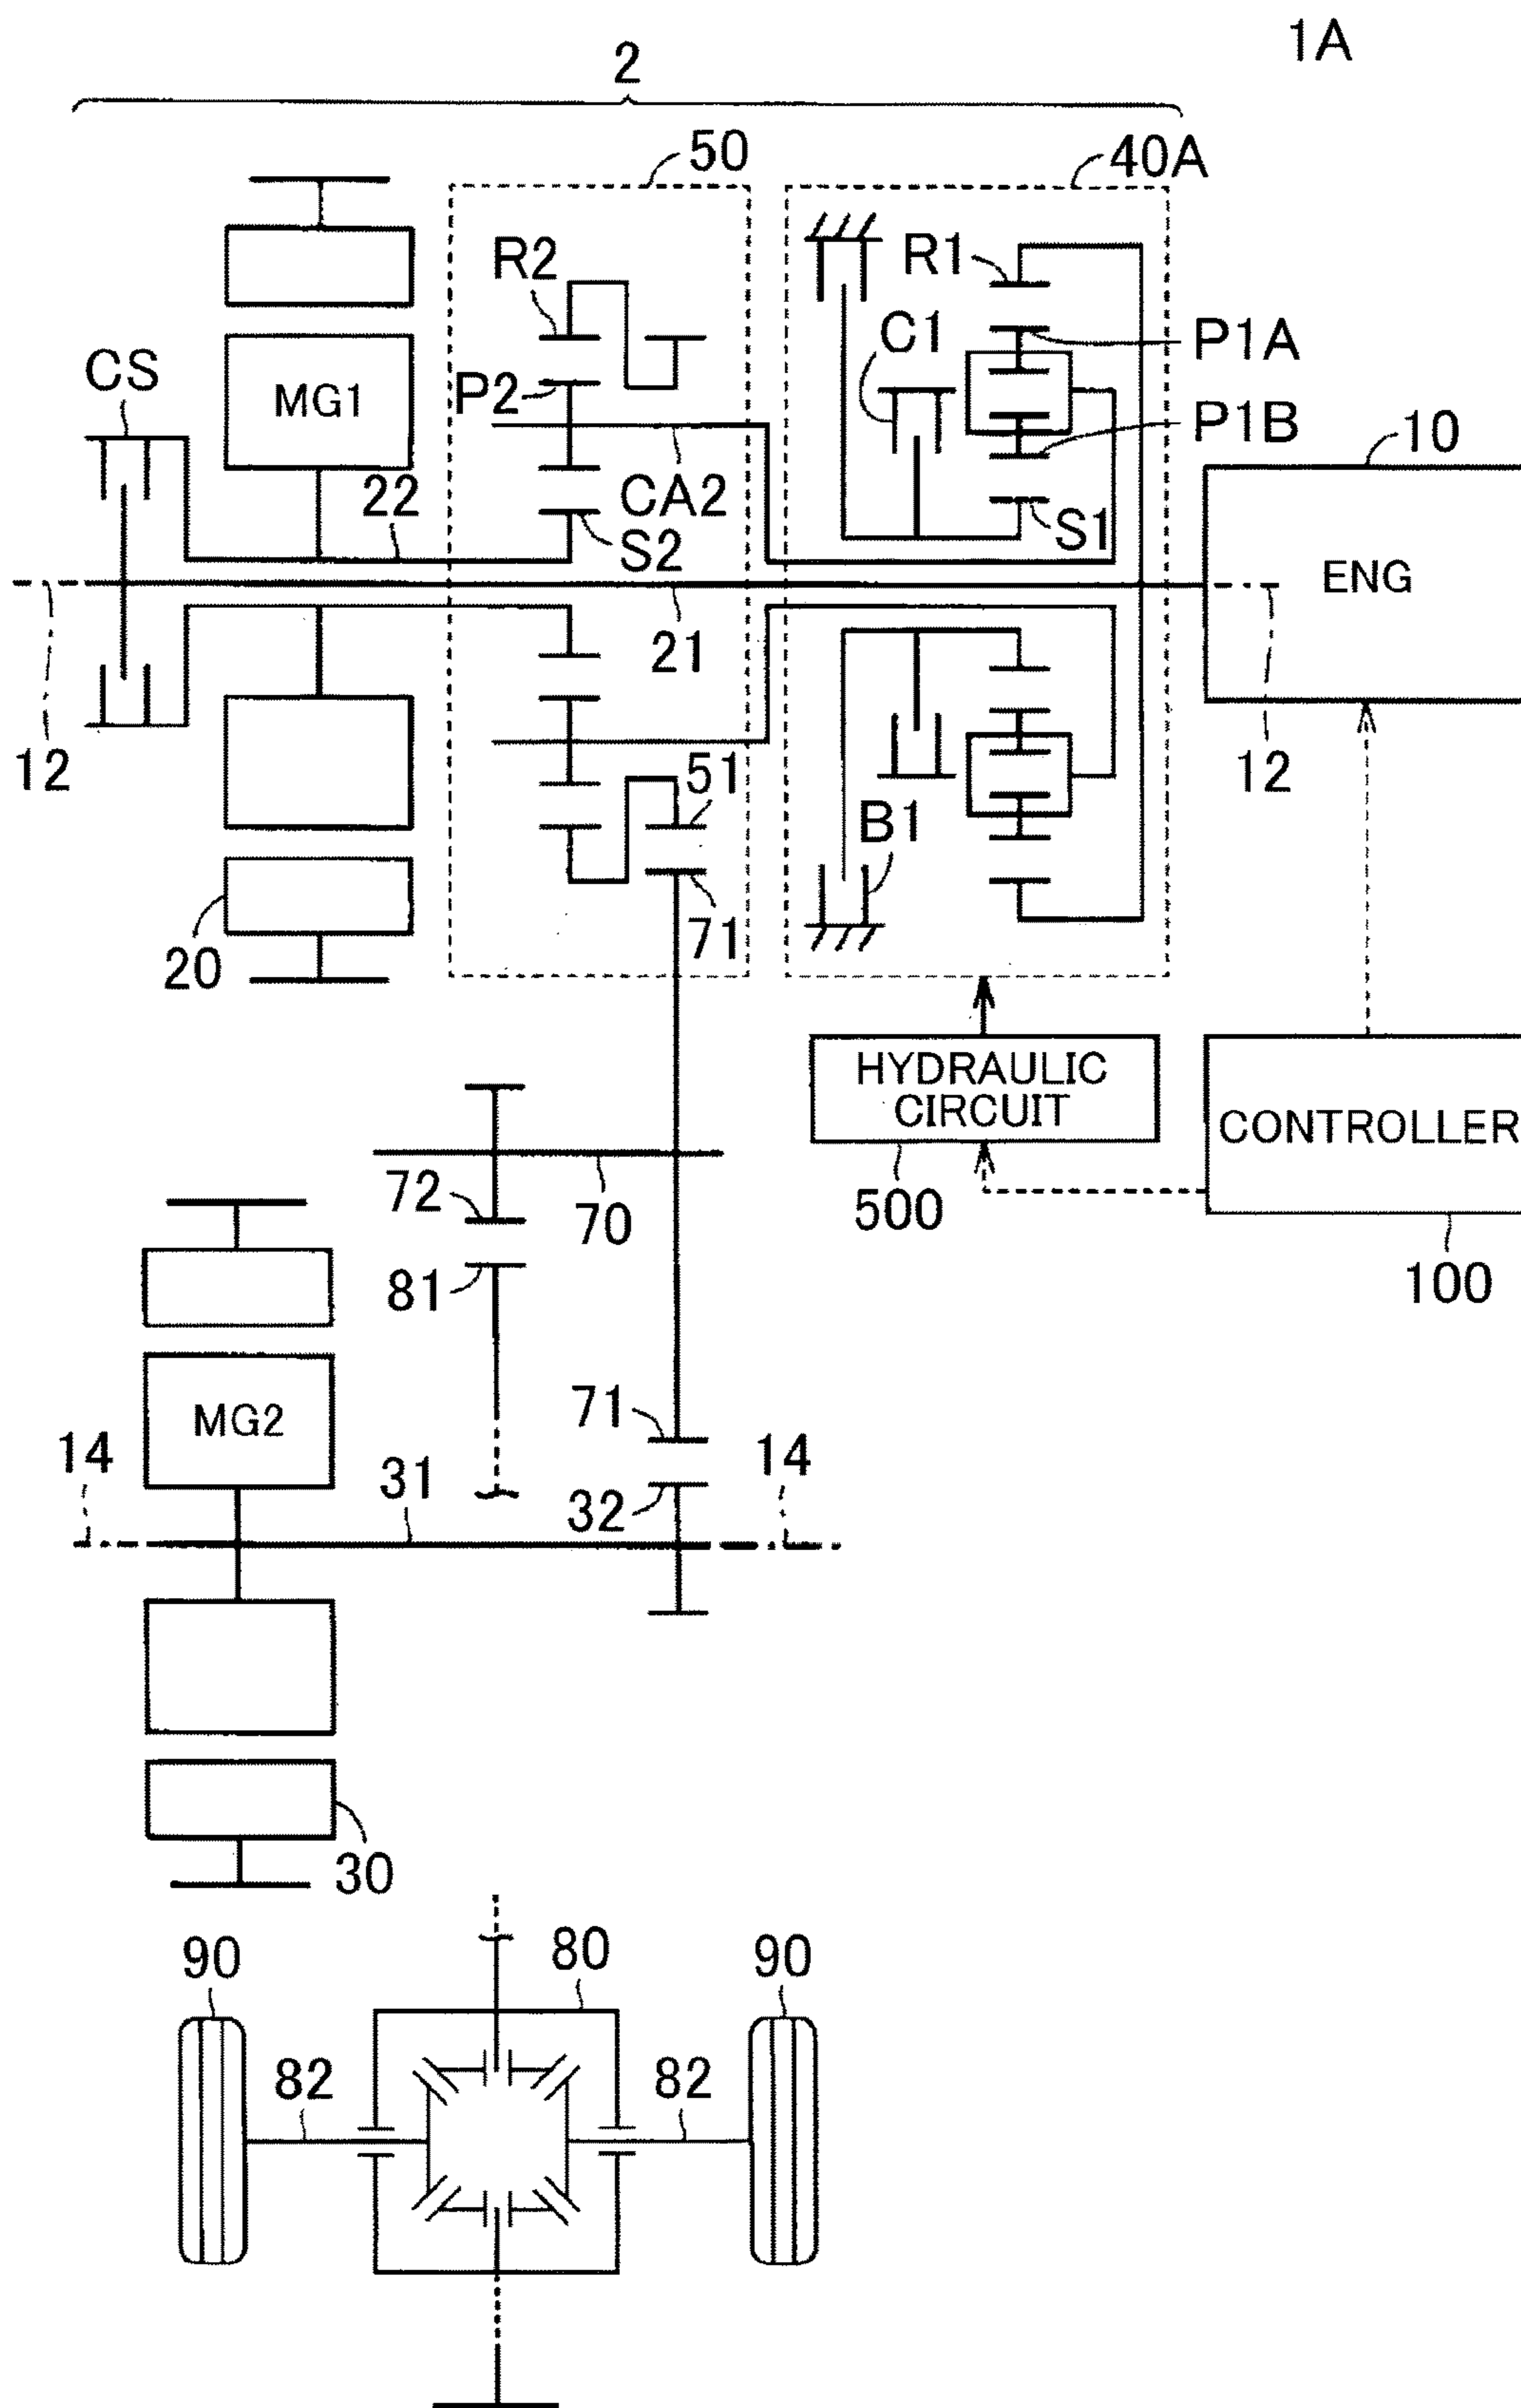 1A
2
50
40A
R2
R1
C1
P1A
CS
MG1
P2
P1B
10
22
CA2
S1
S2
ENG
21
12
51
12
B1
20
71
HYDRAULIC
CIRCUIT
CONTROLLER
72
70
500
81
100
71
MG2
14
31
14
32
30
90
80
90
82
82